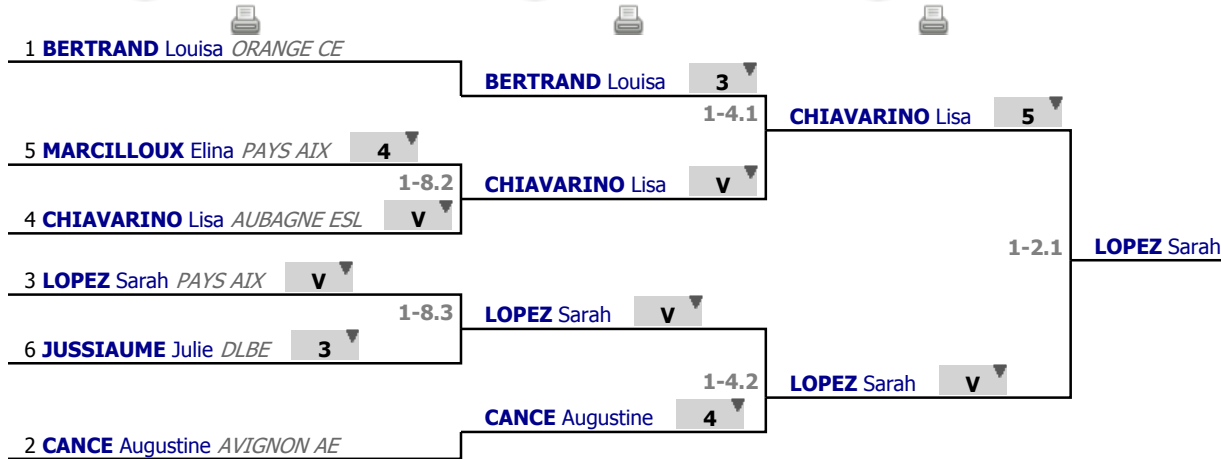 1 BERTRAND Louisa ORANGE CE
BERTRAND Louisa 3
1-4.1
CHIAVARINO Lisa 5
5 MARCILLOUX Elina PAYS AIX 4
1-8.2
CHIAVARINO Lisa V
4 CHIAVARINO Lisa AUBAGNE ESL V
1-2.1
LOPEZ Sarah
3 LOPEZ Sarah PAYS AIX V
1-8.3
LOPEZ Sarah V
6 JUSSIAUME Julie DLBE 3
1-4.2
LOPEZ Sarah V
CANCE Augustine 4
2 CANCE Augustine AVIGNON AE